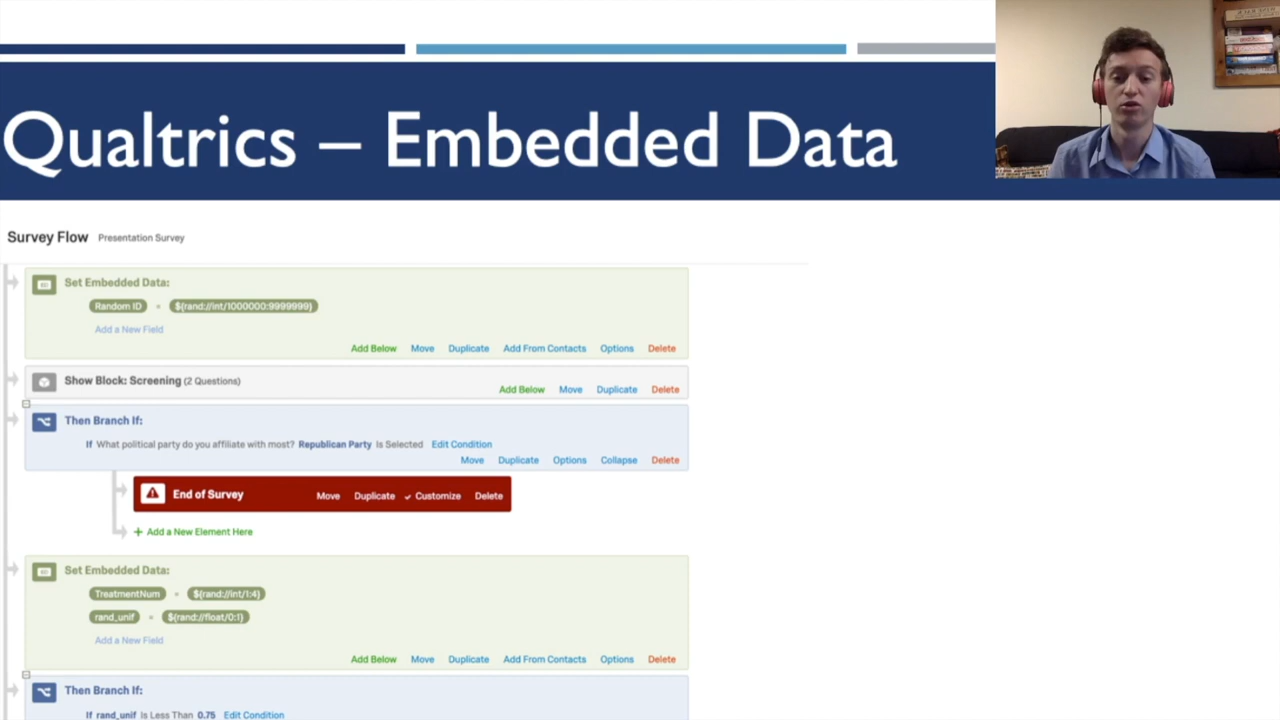 Qualtrics – Embedded Data
Survey Flow Presentation Survey
Set Embedded Data:
Random ID = ${rand://int/1000000:9999999}
Add a New Field
Add Below Move Duplicate Add From Contacts Options Delete
Show Block: Screening (2 Questions)
Add Below Move Duplicate Delete
Then Branch If:
If What political party do you affiliate with most? Republican Party Is Selected Edit Condition
Move Duplicate Options Collapse Delete
End of Survey Move Duplicate Customize Delete
+ Add a New Element Here
Set Embedded Data:
TreatmentNum = ${rand://int/1:4}
rand_unif = ${rand://float/0:1}
Add a New Field
Add Below Move Duplicate Add From Contacts Options Delete
Then Branch If:
If rand_unif Is Less Than 0.75 Edit Condition